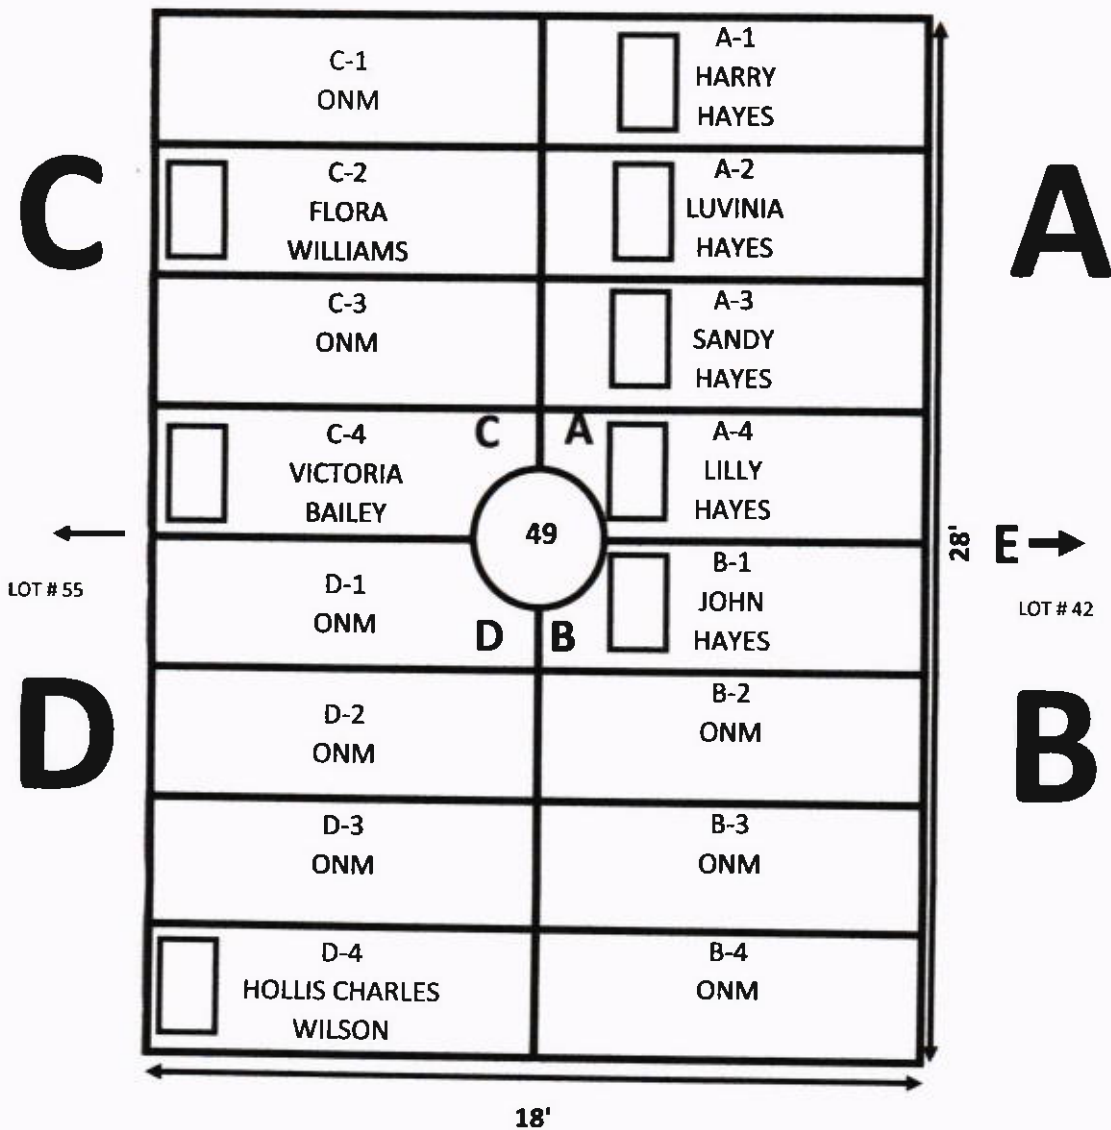 C-1
ONM
A-1
HARRY
HAYES
C
C-2
FLORA
WILLIAMS
A-2
LUVINIA
HAYES
A
C-3
ONM
A-3
SANDY
HAYES
C-4
VICTORIA
BAILEY
C
A
A-4
LILLY
HAYES
49
28'
E
LOT # 55
LOT # 42
D-1
ONM
D
B
B-1
JOHN
HAYES
D
D-2
ONM
B-2
ONM
B
D-3
ONM
B-3
ONM
D-4
HOLLIS CHARLES
WILSON
B-4
ONM
18'